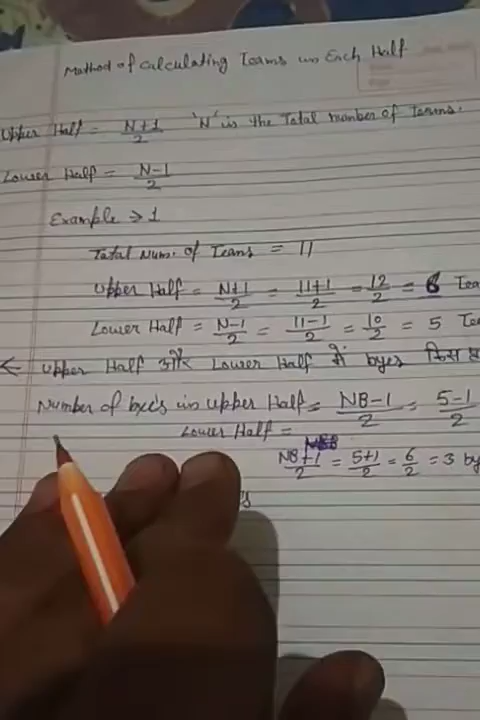 Method of Calculating Teams in Each Half
Upper Half = N+1/2 'N' is the Total number of Teams.
Lower Half = N-1/2
Example → 1
Total Num. of Teams = 11
Upper Half = N+1/2 = 11+1/2 = 12/2 = 6 Tea
Lower Half = N-1/2 = 11-1/2 = 10/2 = 5 Te
← Upper Half और Lower Half में byes किस
Number of bye's in upper Half = NB-1/2 = 5-1/2
Lower Half =
NB+1/2 = 5+1/2 = 6/2 = 3 by